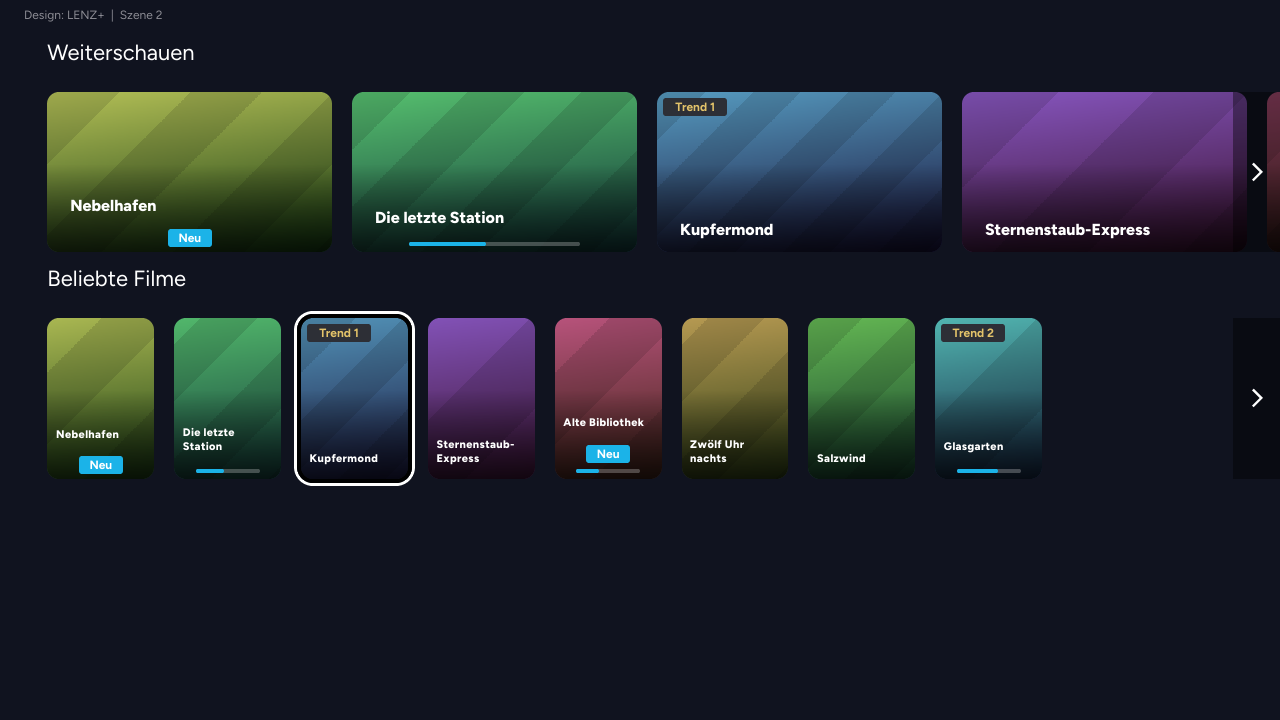 Design: LENZ+ | Szene 2
Weiterschauen
Nebelhafen
Neu
Die letzte Station
Trend 1
Kupfermond
Sternenstaub-Express
Beliebte Filme
Nebelhafen
Neu
Die letzte
Station
Trend 1
Kupfermond
Sternenstaub-
Express
Alte Bibliothek
Neu
Zwölf Uhr
nachts
Salzwind
Trend 2
Glasgarten